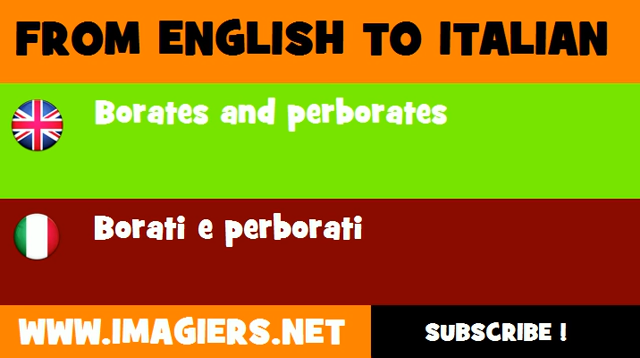 FROM ENGLISH TO ITALIAN
Borates and perborates
Borati e perborati
WWW.IMAGIERS.NET
SUBSCRIBE !